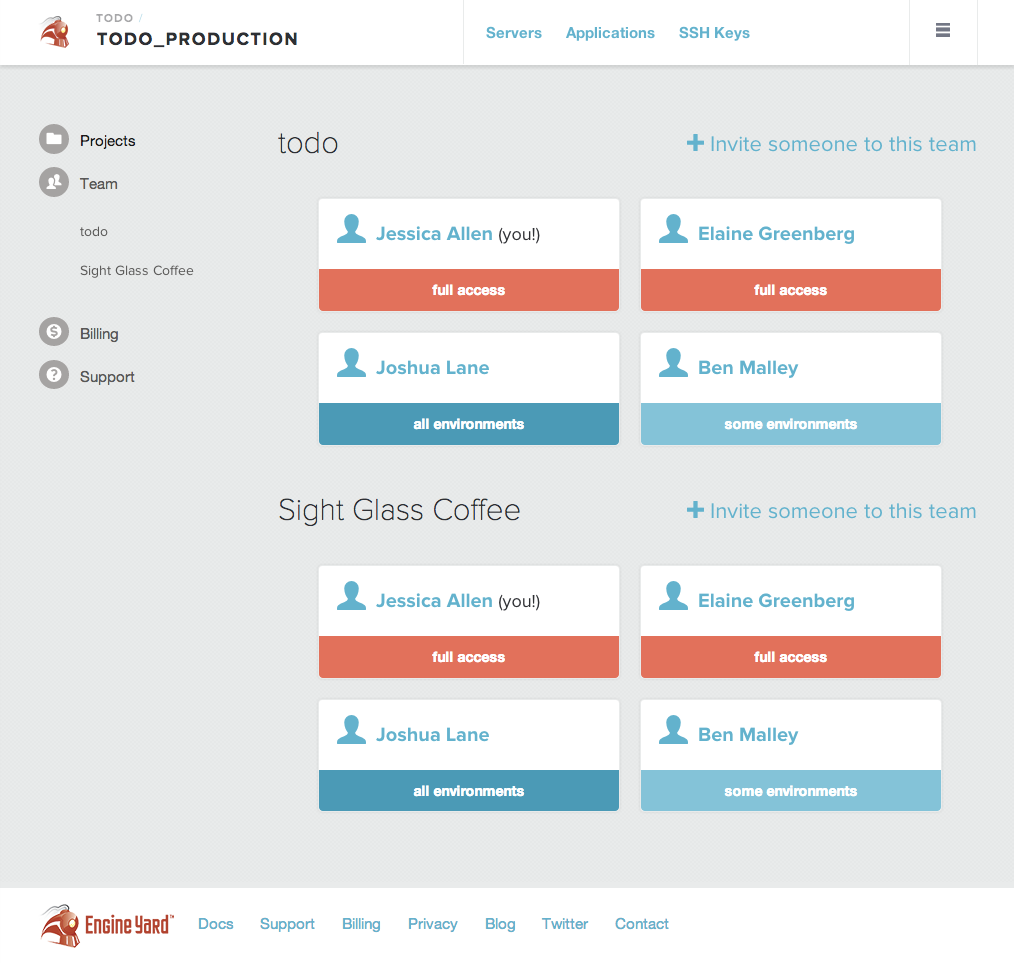 TODO /
TODO_PRODUCTION
Servers Applications SSH Keys
Projects
Team
todo
Sight Glass Coffee
Billing
Support
todo
Invite someone to this team
Jessica Allen (you!)
full access
Elaine Greenberg
full access
Joshua Lane
all environments
Ben Malley
some environments
Sight Glass Coffee
Invite someone to this team
Jessica Allen (you!)
full access
Elaine Greenberg
full access
Joshua Lane
all environments
Ben Malley
some environments
Engine Yard™
Docs Support Billing Privacy Blog Twitter Contact